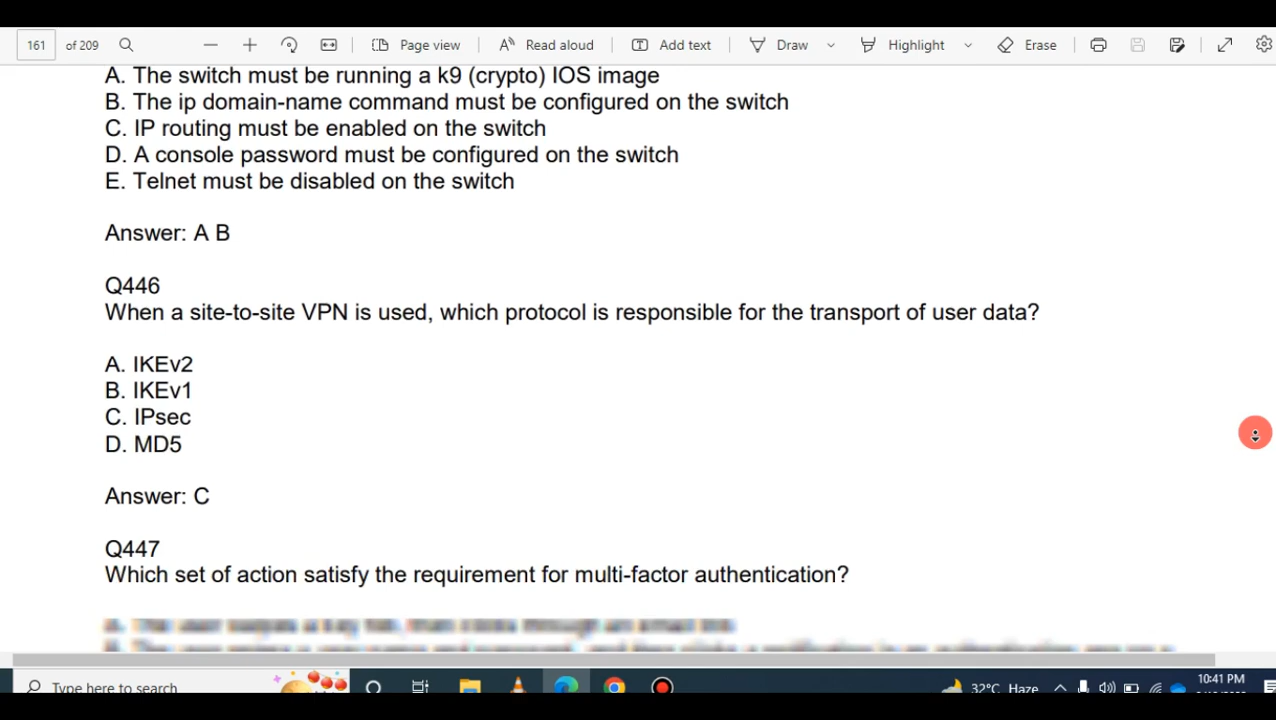 161 of 209 Page view Read aloud Add text Draw Highlight Erase
A. The switch must be running a k9 (crypto) IOS image
B. The ip domain-name command must be configured on the switch
C. IP routing must be enabled on the switch
D. A console password must be configured on the switch
E. Telnet must be disabled on the switch
Answer: A B
Q446
When a site-to-site VPN is used, which protocol is responsible for the transport of user data?
A. IKEv2
B. IKEv1
C. IPsec
D. MD5
Answer: C
Q447
Which set of action satisfy the requirement for multi-factor authentication?
Type here to search 32°C Haze 10:41 PM